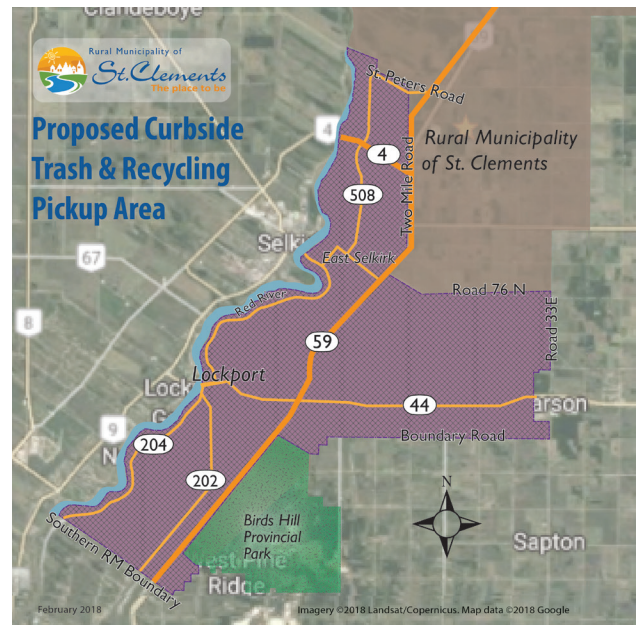 Clandeboye
Rural Municipality of
St. Clements
The place to be
Proposed Curbside
Trash & Recycling
Pickup Area
St. Peters Road
4
4
Rural Municipality
of St. Clements
Two Mile Road
508
Selki
East Selkirk
67
Road 76 N
Red River
Road 33E
8
59
Lockport
Lock
G
44
arson
9
N
204
Boundary Road
202
N
Birds Hill
Provincial
Park
Southern RM Boundary
West Pine
Ridge
Sapton
February 2018
Imagery ©2018 Landsat/Copernicus, Map data ©2018 Google